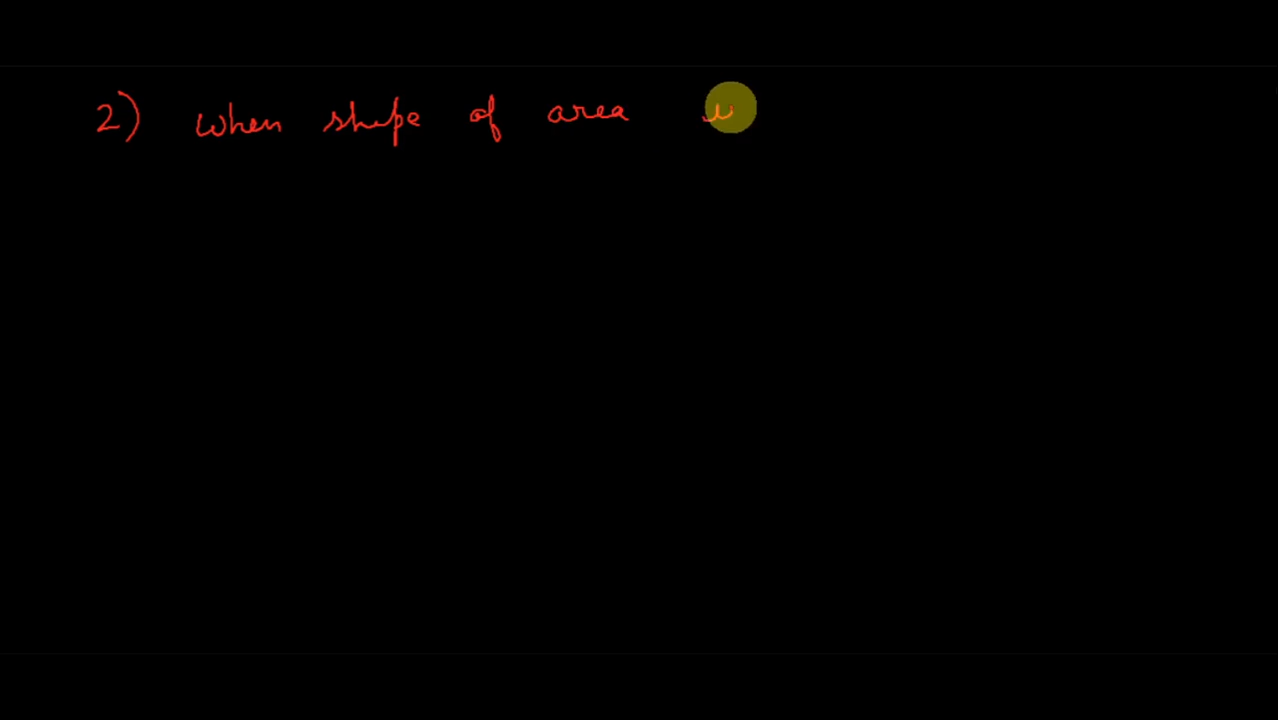 2) when shape of area